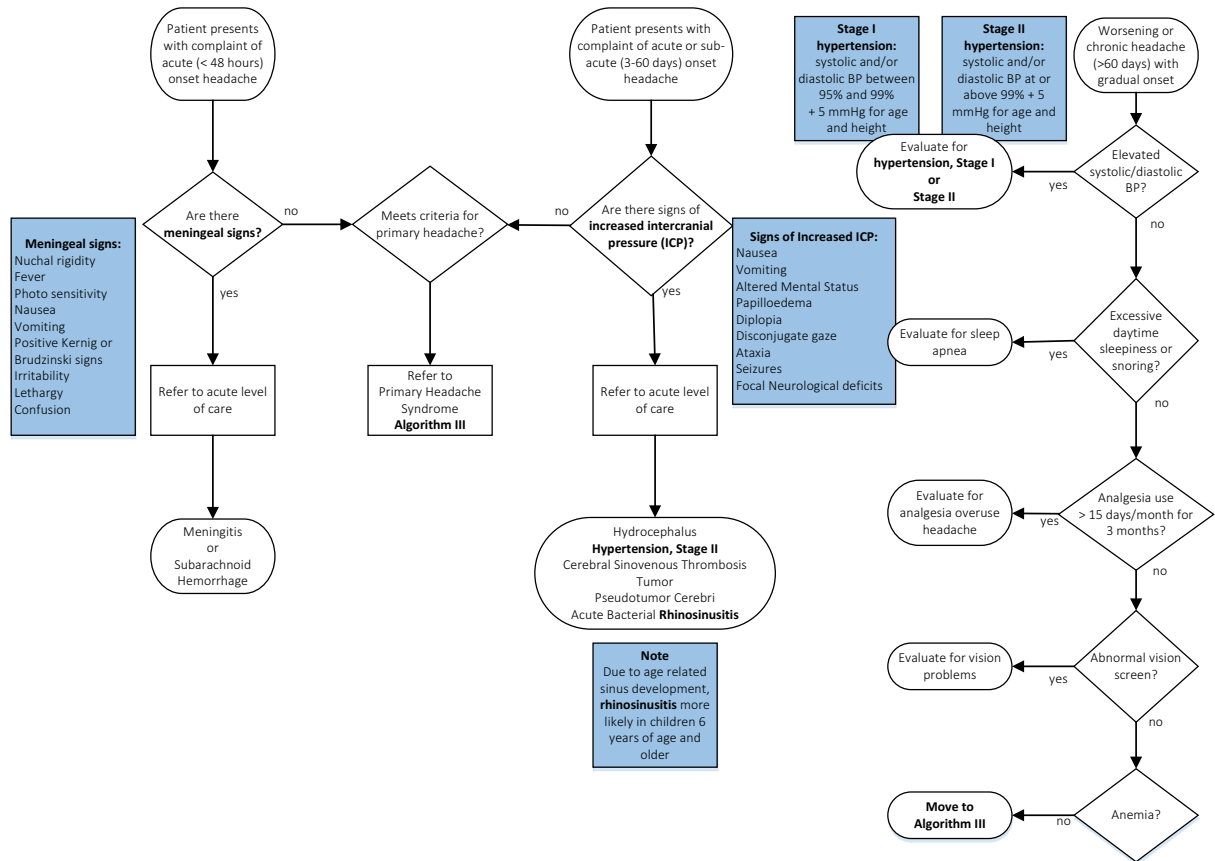 Patient presents
with complaint of
acute (< 48 hours)
onset headache
Are there
meningeal signs?
no
yes
Meningeal signs:
Nuchal rigidity
Fever
Photo sensitivity
Nausea
Vomiting
Positive Kernig or
Brudzinski signs
Irritability
Lethargy
Confusion
Refer to acute level
of care
Meningitis
or
Subarachnoid
Hemorrhage
Meets criteria for
primary headache?
Refer to
Primary Headache
Syndrome
Algorithm III
Patient presents with
complaint of acute or sub-
acute (3-60 days) onset
headache
Are there signs of
increased intercranial
pressure (ICP)?
no
yes
Signs of Increased ICP:
Nausea
Vomiting
Altered Mental Status
Papilloedema
Diplopia
Disconjugate gaze
Ataxia
Seizures
Focal Neurological deficits
Refer to acute level
of care
Hydrocephalus
Hypertension, Stage II
Cerebral Sinovenous Thrombosis
Tumor
Pseudotumor Cerebri
Acute Bacterial Rhinosinusitis
Note
Due to age related
sinus development,
rhinosinusitis more
likely in children 6
years of age and
older
Stage I
hypertension:
systolic and/or
diastolic BP between
95% and 99%
+ 5 mmHg for age
and height
Stage II
hypertension:
systolic and/or
diastolic BP at or
above 99% + 5
mmHg for age and
height
Worsening or
chronic headache
(>60 days) with
gradual onset
Elevated
systolic/diastolic
BP?
yes
no
Evaluate for
hypertension, Stage I
or
Stage II
Excessive
daytime
sleepiness or
snoring?
yes
no
Evaluate for sleep
apnea
Analgesia use
> 15 days/month for
3 months?
yes
no
Evaluate for
analgesia overuse
headache
Abnormal vision
screen?
yes
no
Evaluate for vision
problems
Anemia?
no
Move to
Algorithm III